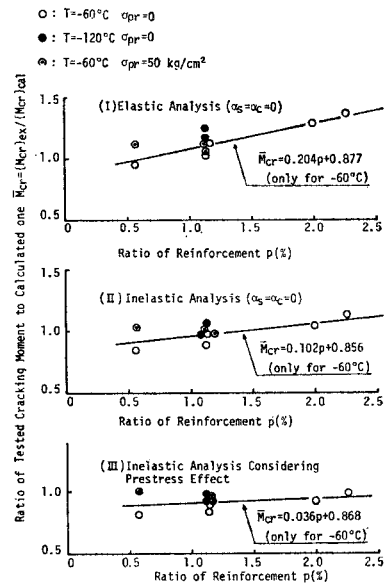 ○ : T=-60°C σpr=0
● : T=-120°C σpr=0
⊙ : T=-60°C σpr=50 kg/cm²
Ratio of Tested Cracking Moment to Calculated one M̄cr=(Mcr)ex/(Mcr)cal
1.5
1.0
0.5
(I)Elastic Analysis (αs=αc=0)
M̄cr=0.204p+0.877
(only for -60°C)
0 0.5 1.0 1.5 2.0 2.5
Ratio of Reinforcement p(%)
1.5
1.0
0.5
(II) Inelastic Analysis (αs=αc=0)
M̄cr=0.102p+0.856
(only for -60°C)
0 0.5 1.0 1.5 2.0 2.5
Ratio of Reinforcement p(%)
1.0
0.5
(III)Inelastic Analysis Considering
Prestress Effect
M̄cr=0.036p+0.868
(only for -60°C)
0 0.5 1.0 1.5 2.0 2.5
Ratio of Reinforcement p(%)